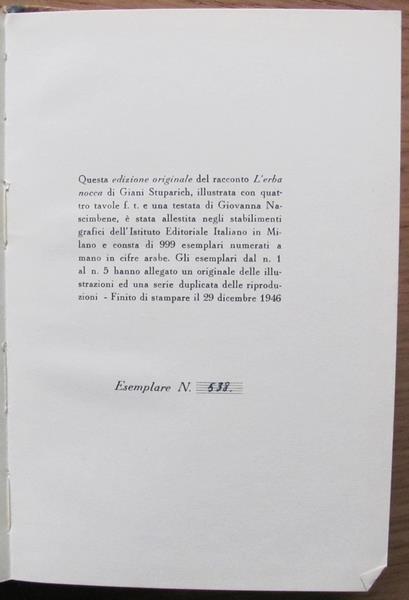 Questa edizione originale del racconto L'erba
nocca di Giani Stuparich, illustrata con quat-
tro tavole f. t. e una testata di Giovanna Na-
scimbene, è stata allestita negli stabilimenti
grafici dell'Istituto Editoriale Italiano in Mi-
lano e consta di 999 esemplari numerati a
mano in cifre arabe. Gli esemplari dal n. 1
al n. 5 hanno allegato un originale delle illu-
strazioni ed una serie duplicata delle riprodu-
zioni - Finito di stampare il 29 dicembre 1946
Esemplare N. 538.